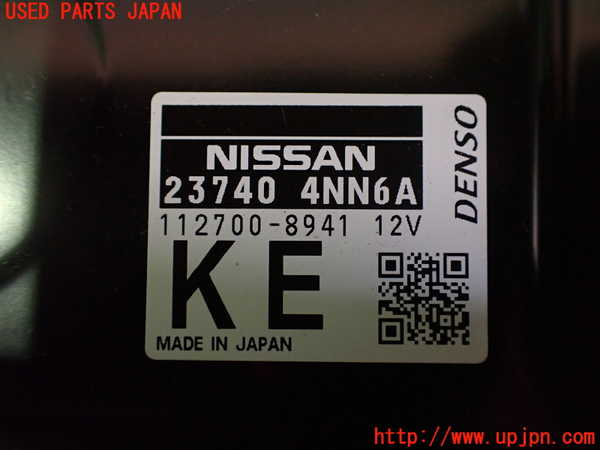 USED PARTS JAPAN
NISSAN
23740 4NN6A
112700-8941 12V
KE
MADE IN JAPAN
DENSO
http://www.upjpn.com/